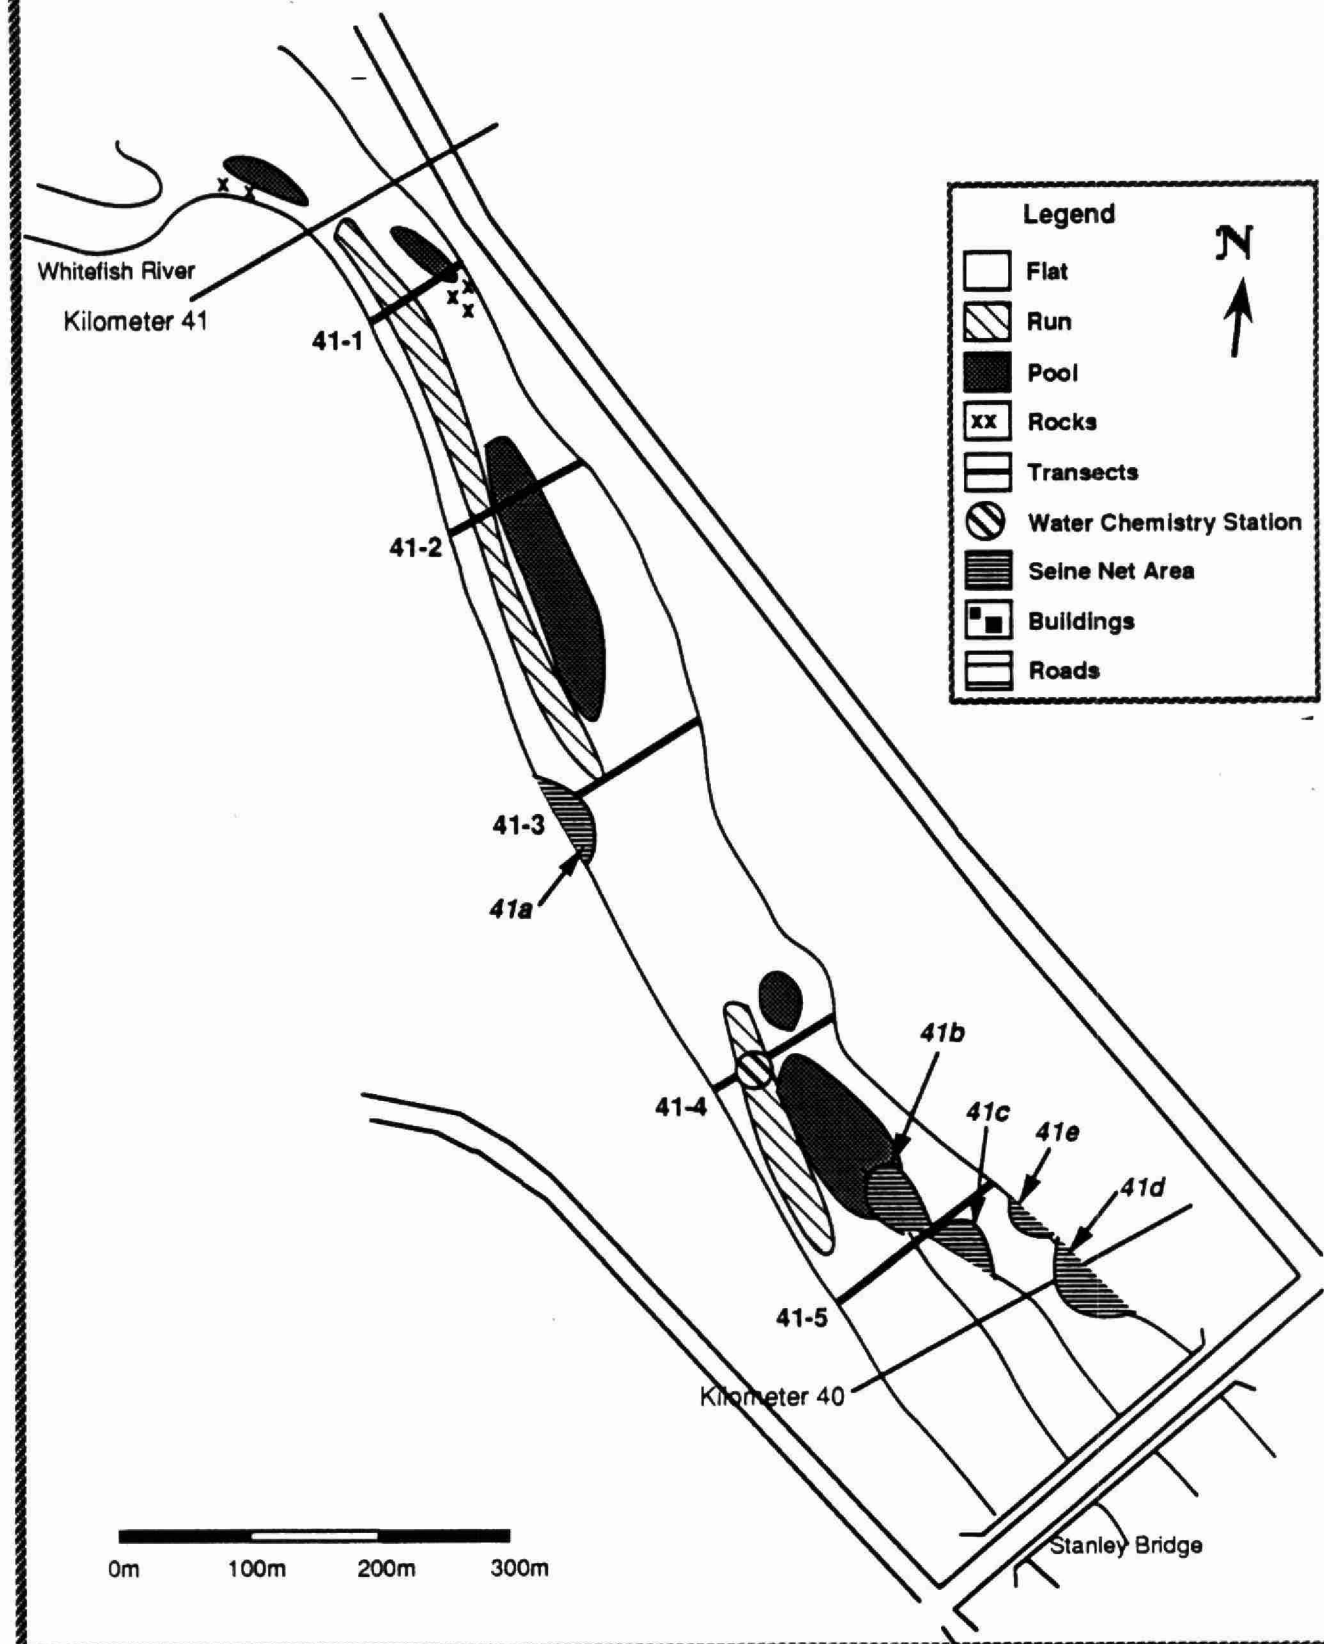 Legend
N
Flat
Run
Pool
xx Rocks
Transects
Water Chemistry Station
Seine Net Area
Buildings
Roads
x x
Whitefish River
Kilometer 41
x
x
x
41-1
41-2
41-3
41a
41b
41-4
41c
41e
41d
41-5
Kilometer 40
Stanley Bridge
0m 100m 200m 300m